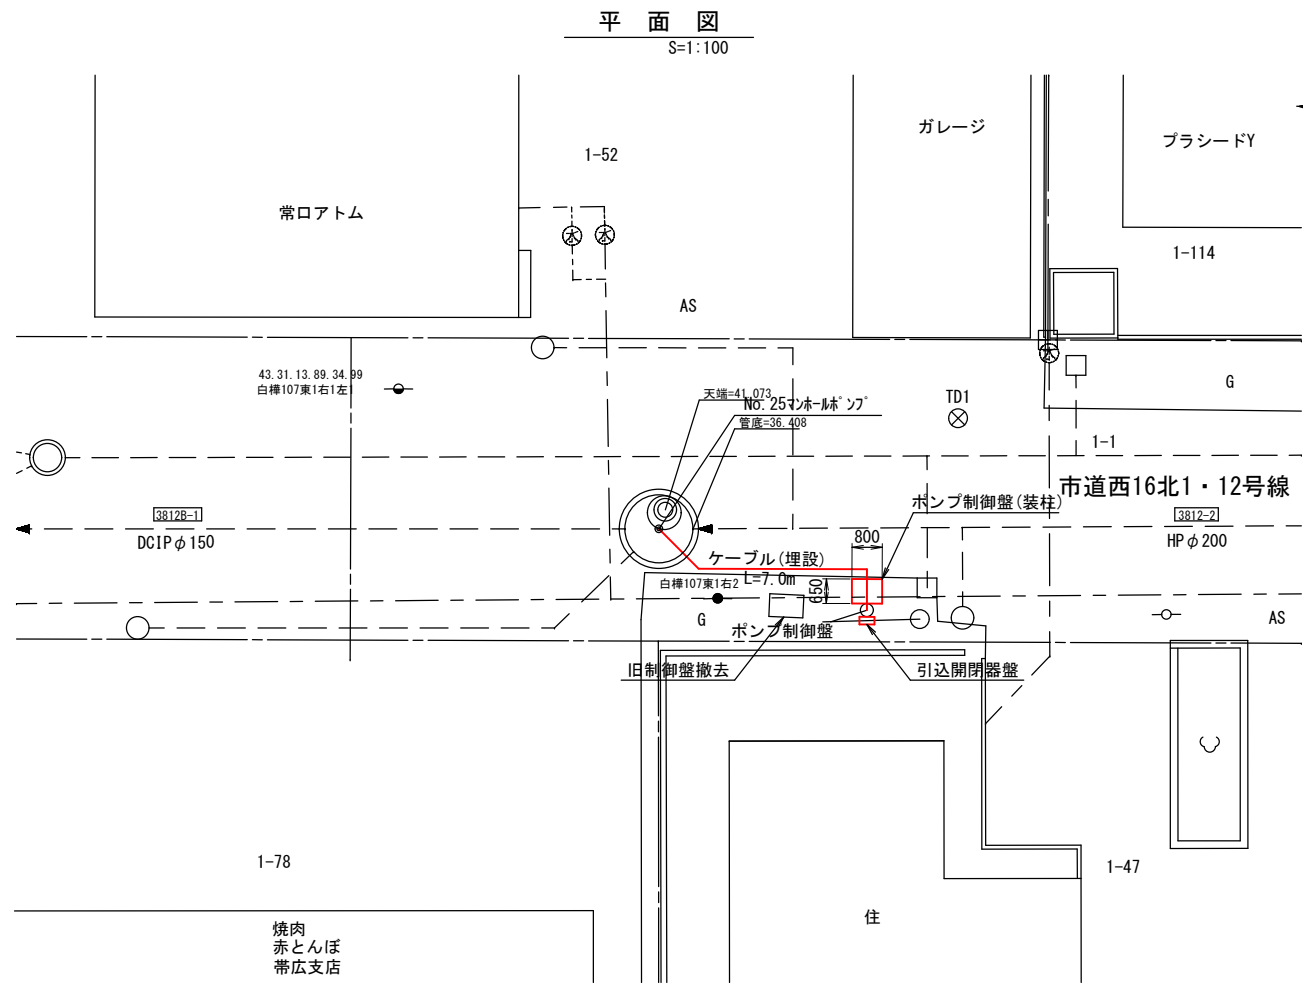 平面図
S=1:100
ガレージ
プラシードY
1-52
常口アトム
1-114
AS
43.31.13.89.34.99
白樺107東1右1左1
G
天端=41.073
No.25マンホールポンプ
管底=36.408
TD1
1-1
市道西16北1・12号線
3812B-1
DCIPφ150
ポンプ制御盤(装柱)
3812-2
HPφ200
800
ケーブル(埋設)
L=7.0m
白樺107東1右2
650
G
ポンプ制御盤
AS
旧制御盤撤去
引込開閉器盤
1-78
1-47
住
焼肉
赤とんぼ
帯広支店